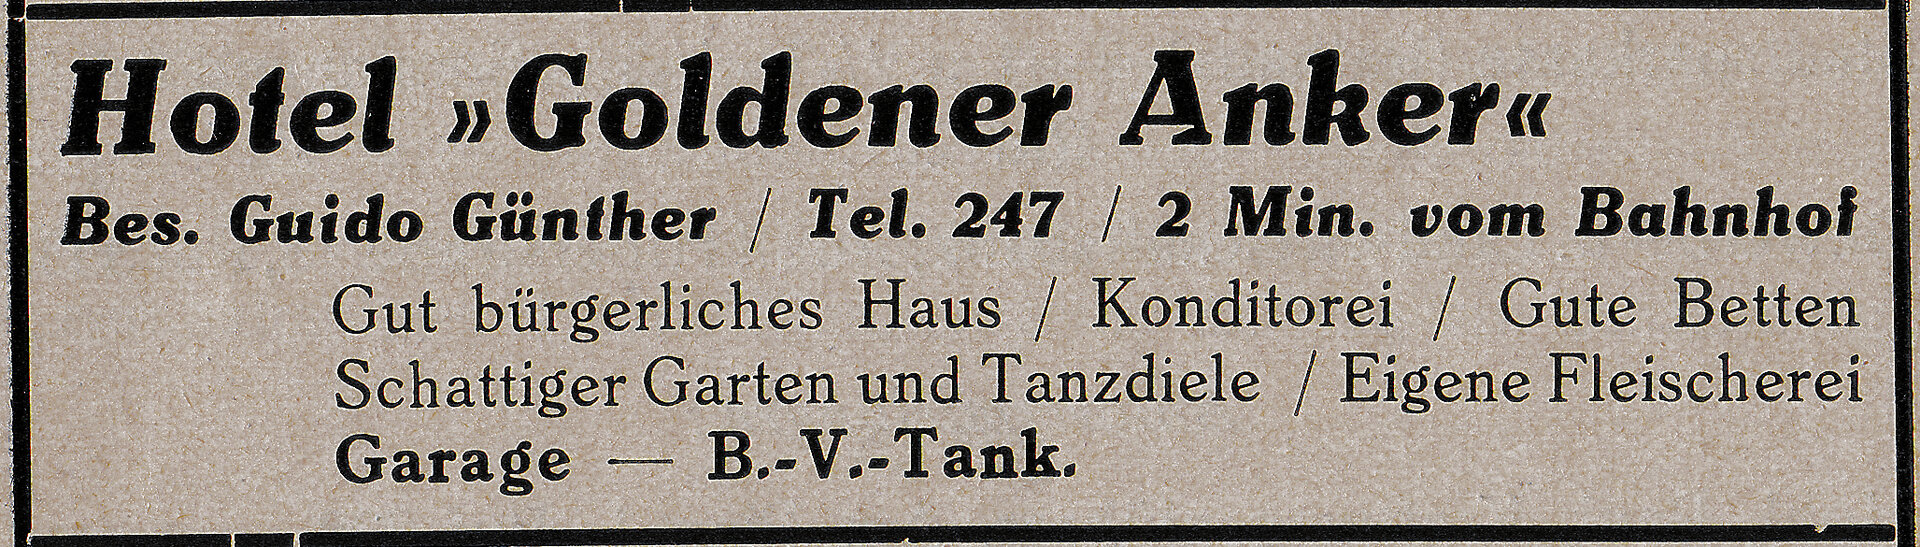 Hotel »Goldener Anker«
Bes. Guido Günther / Tel. 247 / 2 Min. vom Bahnhof
Gut bürgerliches Haus / Konditorei / Gute Betten
Schattiger Garten und Tanzdiele / Eigene Fleischerei
Garage — B.-V.-Tank.